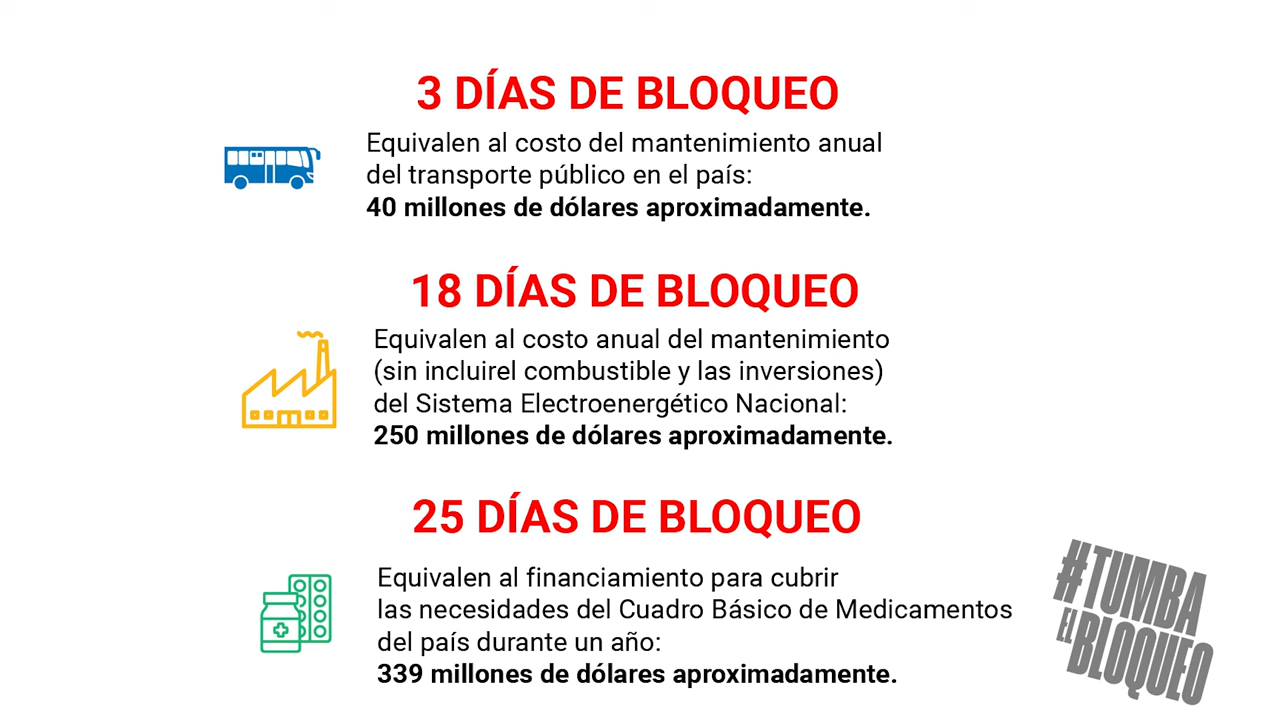 3 DÍAS DE BLOQUEO
Equivalen al costo del mantenimiento anual
del transporte público en el país:
40 millones de dólares aproximadamente.
18 DÍAS DE BLOQUEO
Equivalen al costo anual del mantenimiento
(sin incluirel combustible y las inversiones)
del Sistema Electroenergético Nacional:
250 millones de dólares aproximadamente.
25 DÍAS DE BLOQUEO
Equivalen al financiamiento para cubrir
las necesidades del Cuadro Básico de Medicamentos
del país durante un año:
339 millones de dólares aproximadamente.
#TUMBA
EL BLOQUEO